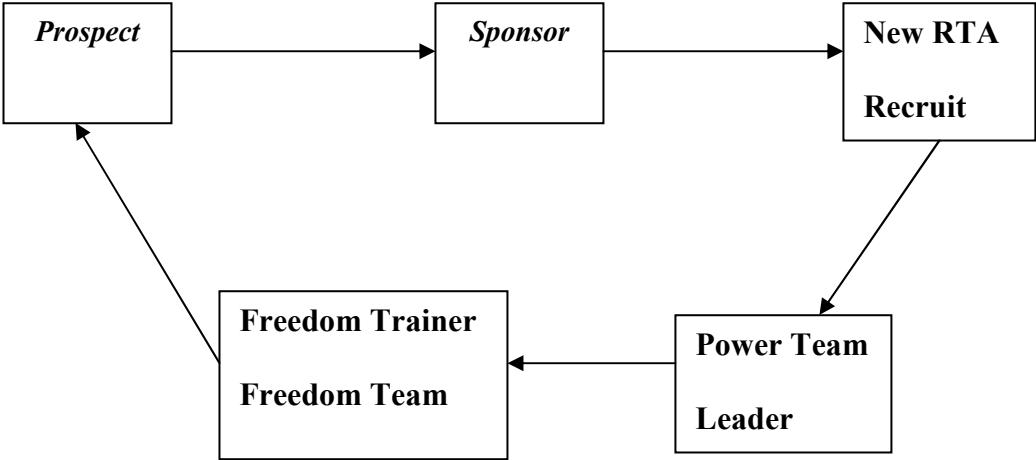 Prospect
Sponsor
New RTA
Recruit
Freedom Trainer
Freedom Team
Power Team
Leader